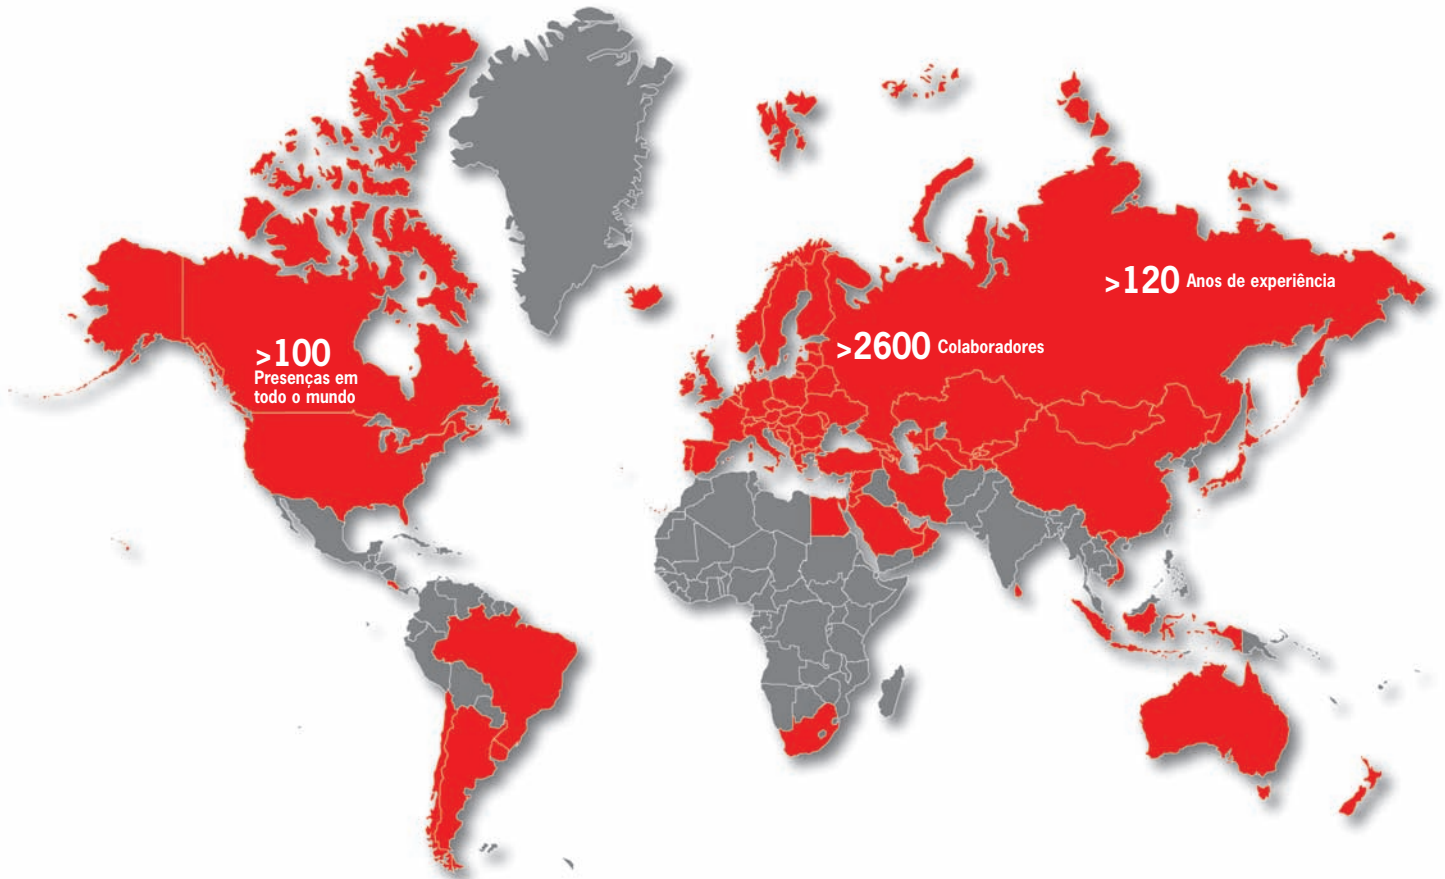 >100
Presenças em
todo o mundo
>120 Anos de experiência
>2600 Colaboradores